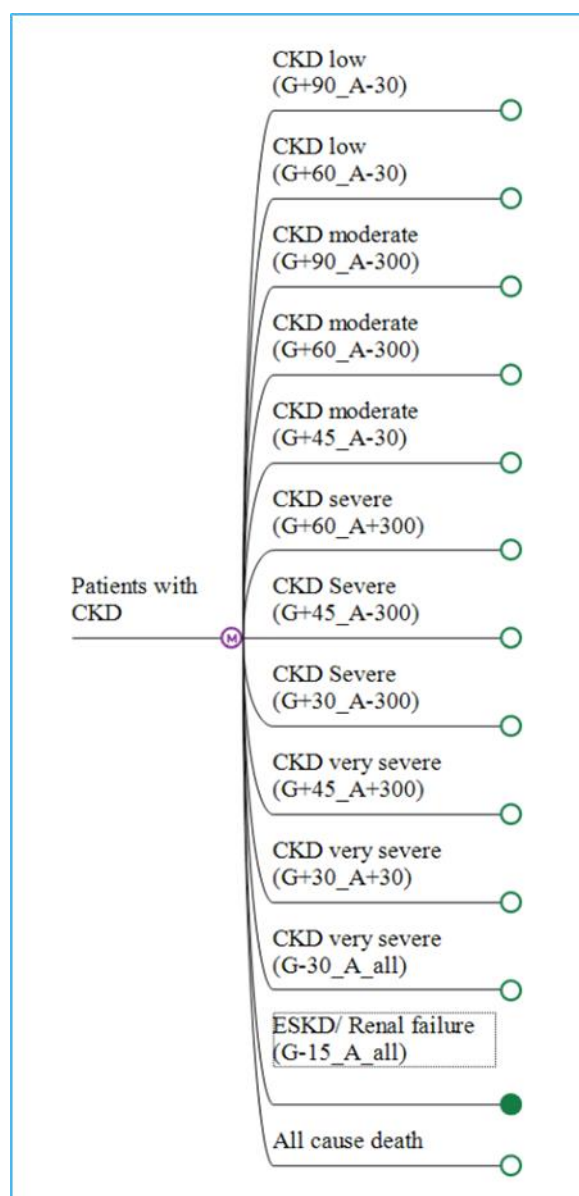 CKD low
(G+90_A-30)
CKD low
(G+60_A-30)
CKD moderate
(G+90_A-300)
CKD moderate
(G+60_A-300)
CKD moderate
(G+45_A-30)
CKD severe
(G+60_A+300)
Patients with
CKD
M
CKD Severe
(G+45_A-300)
CKD Severe
(G+30_A-300)
CKD very severe
(G+45_A+300)
CKD very severe
(G+30_A+30)
CKD very severe
(G-30_A_all)
ESKD/ Renal failure
(G-15_A_all)
All cause death